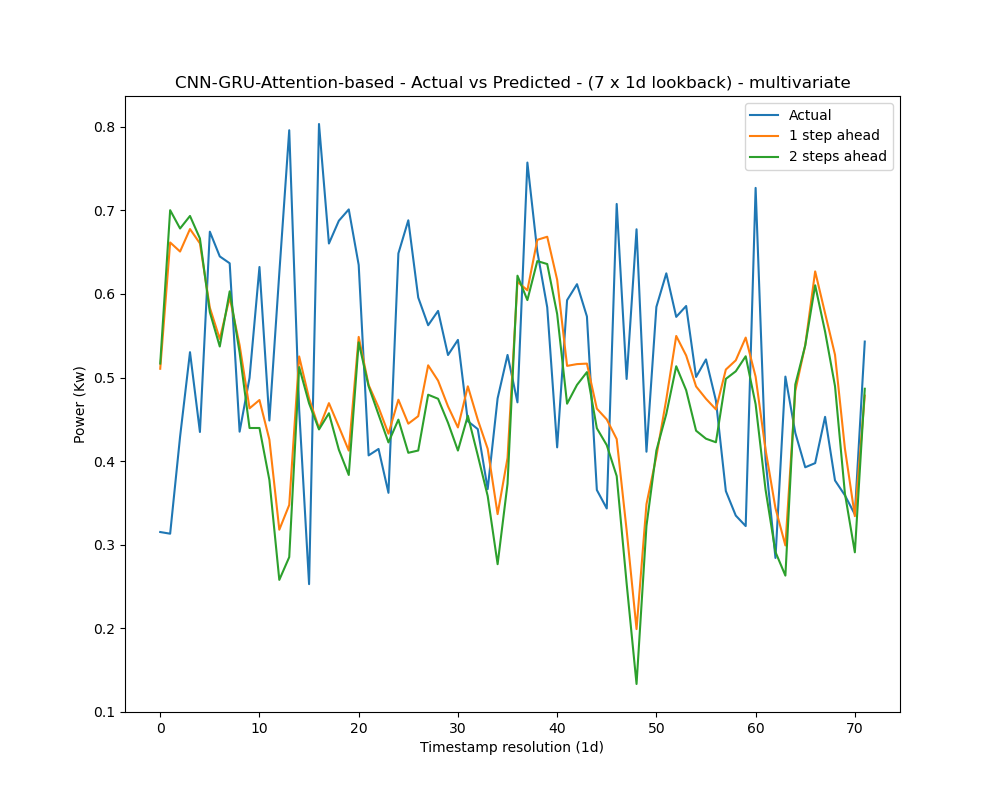 CNN-GRU-Attention-based - Actual vs Predicted - (7 x 1d lookback) - multivariate
Actual
1 step ahead
2 steps ahead
0.8
0.7
0.6
0.5
0.4
0.3
0.2
0.1
Power (Kw)
0 10 20 30 40 50 60 70
Timestamp resolution (1d)